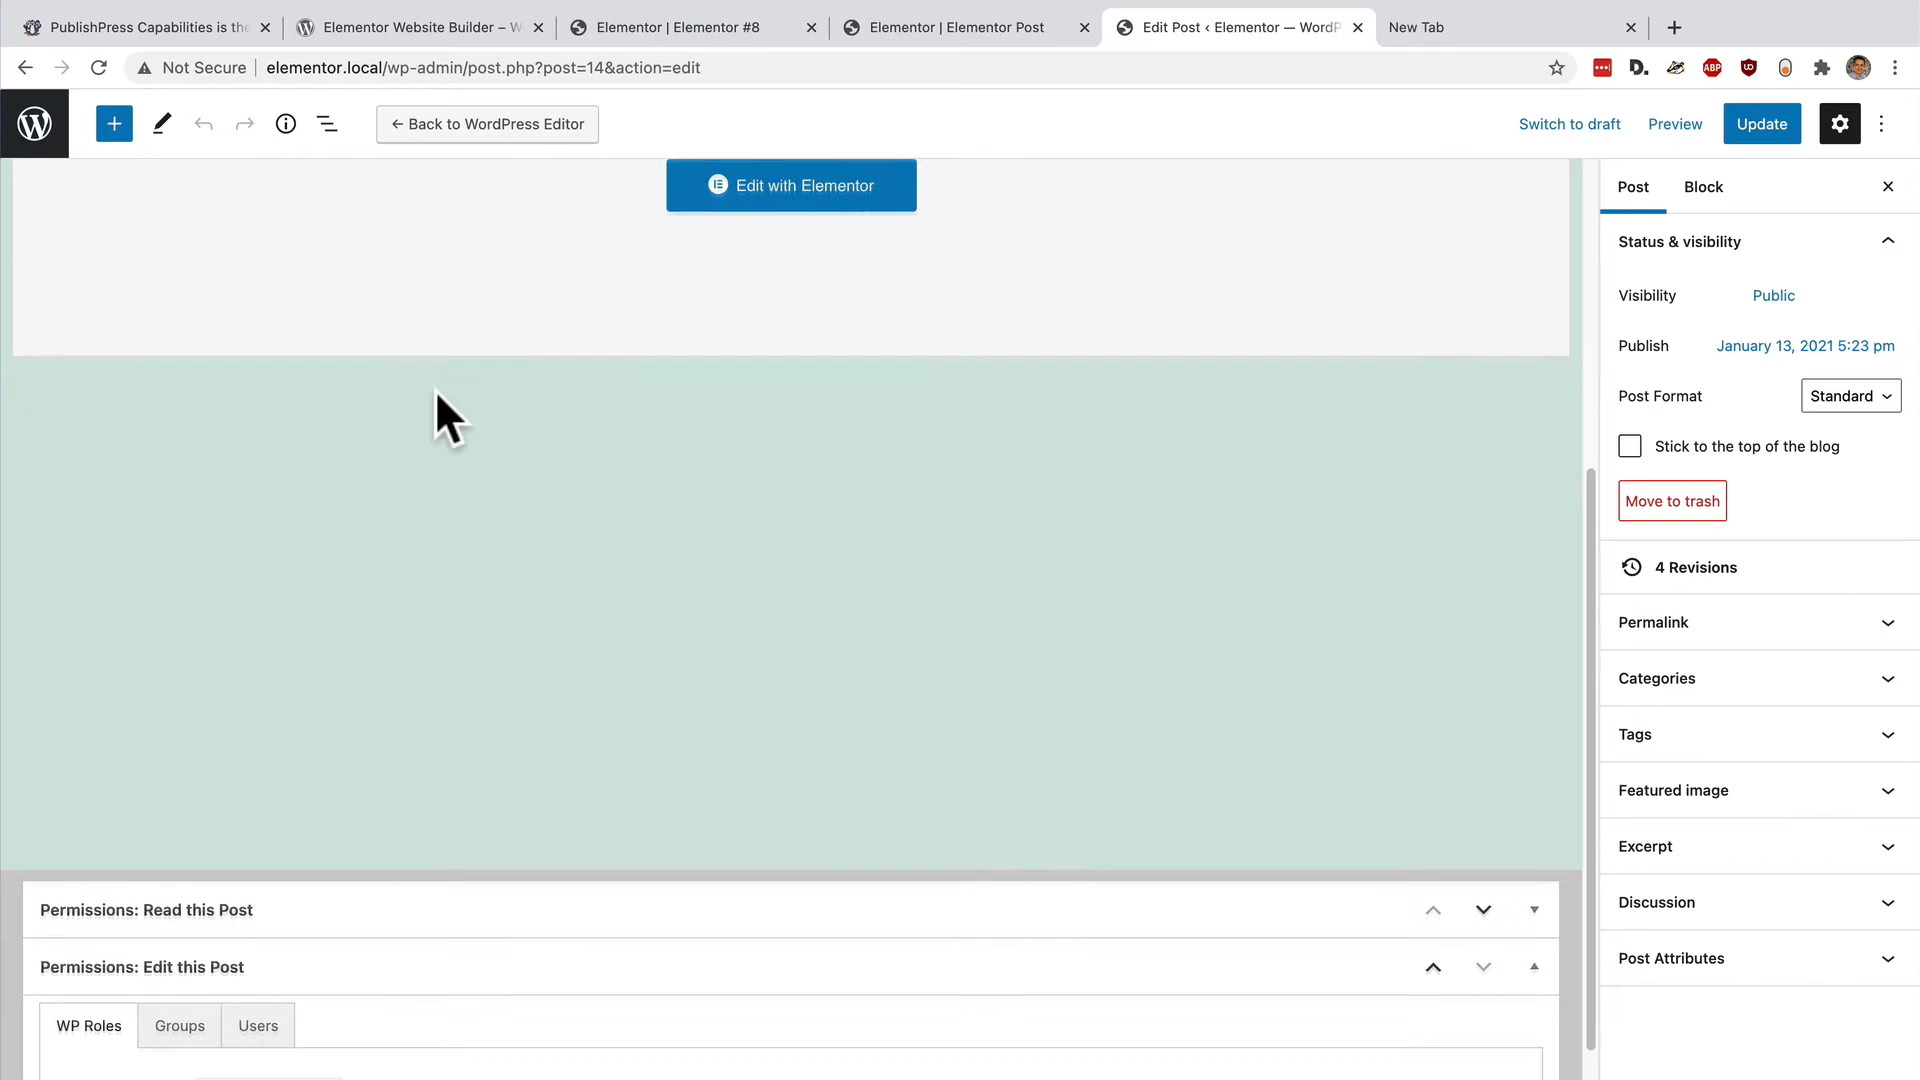 PublishPress Capabilities is the
Elementor Website Builder – W
Elementor | Elementor #8
Elementor | Elementor Post
Edit Post ‹ Elementor — WordP
New Tab
Not Secure
elementor.local/wp-admin/post.php?post=14&action=edit
ABP
← Back to WordPress Editor
Switch to draft
Preview
Update
Edit with Elementor
Post
Block
Status & visibility
Visibility
Public
Publish
January 13, 2021 5:23 pm
Post Format
Standard
Stick to the top of the blog
Move to trash
4 Revisions
Permalink
Categories
Tags
Featured image
Excerpt
Discussion
Post Attributes
Permissions: Read this Post
Permissions: Edit this Post
WP Roles
Groups
Users